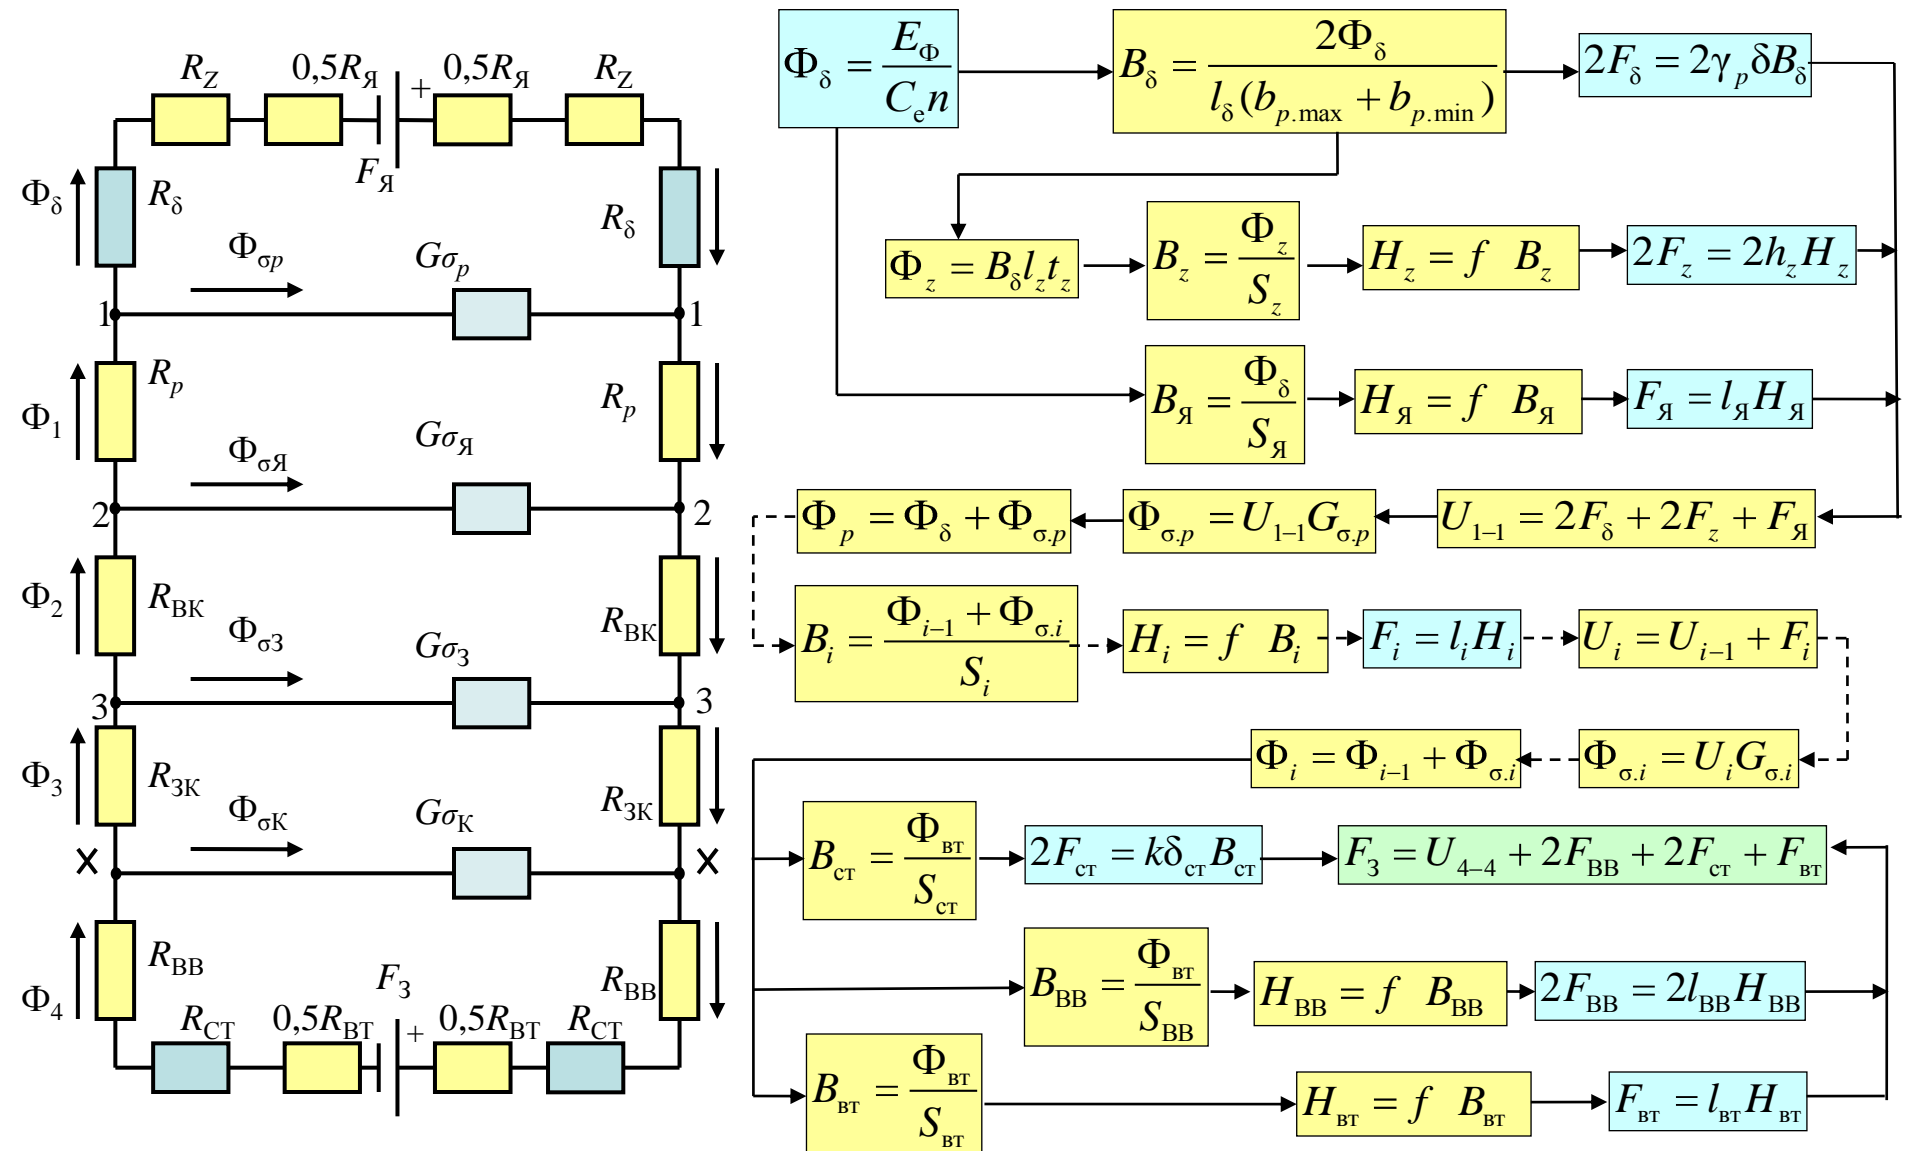 R_Z 0,5R_Я + 0,5R_Я R_Z
F_Я
Φ_δ R_δ R_δ
Φ_σp Gσ_p
1 1
Φ_1 R_p R_p
Φ_σЯ Gσ_Я
2 2
Φ_2 R_ВК R_ВК
Φ_σЗ Gσ_З
3 3
Φ_3 R_ЗК R_ЗК
Φ_σК Gσ_К
× ×
Φ_4 R_ВВ F_З R_ВВ
R_СТ 0,5R_ВТ + 0,5R_ВТ R_СТ
Φ_δ = E_Φ / (C_e n)
B_δ = 2Φ_δ / (l_δ(b_p.max + b_p.min))
2F_δ = 2γ_p δB_δ
Φ_z = B_δ l_z t_z
B_z = Φ_z / S_z
H_z = f B_z
2F_z = 2h_z H_z
B_Я = Φ_δ / S_Я
H_Я = f B_Я
F_Я = l_Я H_Я
Φ_p = Φ_δ + Φ_σ.p
Φ_σ.p = U_1–1 G_σ.p
U_1–1 = 2F_δ + 2F_z + F_Я
B_i = (Φ_i–1 + Φ_σ.i) / S_i
H_i = f B_i
F_i = l_i H_i
U_i = U_i–1 + F_i
Φ_i = Φ_i–1 + Φ_σ.i
Φ_σ.i = U_i G_σ.i
B_ст = Φ_вт / S_ст
2F_ст = kδ_ст B_ст
F_З = U_4–4 + 2F_ВВ + 2F_ст + F_вт
B_ВВ = Φ_вт / S_ВВ
H_ВВ = f B_ВВ
2F_ВВ = 2l_ВВ H_ВВ
B_вт = Φ_вт / S_вт
H_вт = f B_вт
F_вт = l_вт H_вт